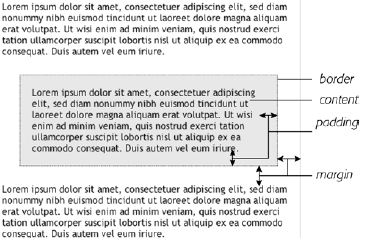 Lorem ipsum dolor sit amet, consectetuer adipiscing elit,
sed diam nonummy nibh euismod tincidunt ut laoreet
dolore magna aliquam
erat volutpat. Ut wisi enim ad minim veniam, quis nostrud exerci
tation ullamcorper suscipit lobortis nisl ut aliquip ex ea commodo
consequat. Duis autem vel eum iriure.
border
Lorem ipsum dolor sit amet, consectetuer adipiscing
elit, sed diam nonummy nibh euismod tincidunt ut
content
laoreet dolore magna aliquam erat volutpat. Ut wisi
enim ad minim veniam, quis nostrud exerci tation
padding
ullamcorper suscipit lobortis nisl ut aliquip ex ea
commodo consequat. Duis autem vel eum iriure.
margin
Lorem ipsum dolor sit amet, consectetuer adipiscing elit, sed diam
nonummy nibh euismod tincidunt ut laoreet dolore magna aliquam
erat volutpat. Ut wisi enim ad minim veniam, quis nostrud exerci
tation ullamcorper suscipit lobortis nisl ut aliquip ex ea commodo
consequat. Duis autem vel eum iriure.